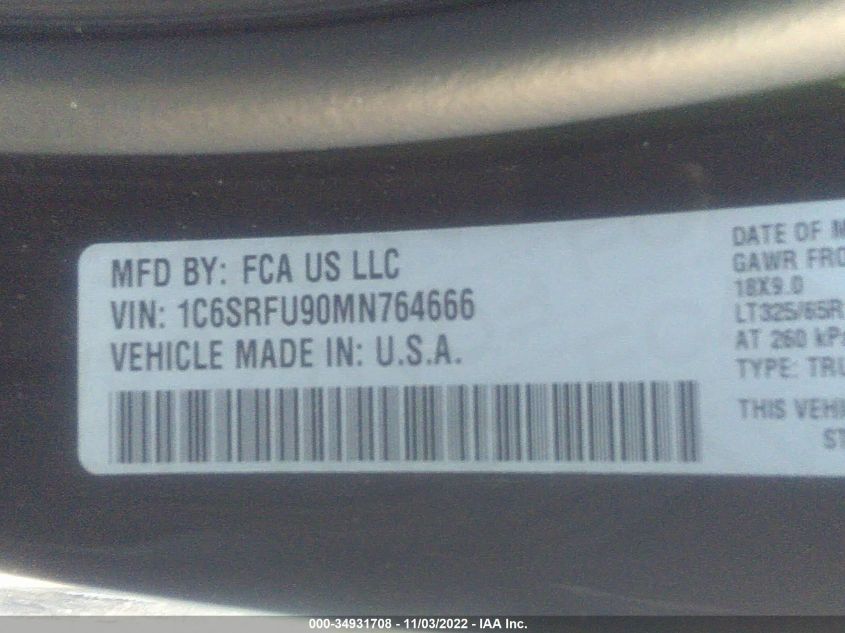 MFD BY: FCA US LLC
VIN: 1C6SRFU90MN764666
VEHICLE MADE IN: U.S.A.
DATE OF M
GAWR FRO
18X9.0
LT325/65R
AT 260 kPa
TYPE: TRU
THIS VEHI
ST
000-34931708 - 11/03/2022 - IAA Inc.